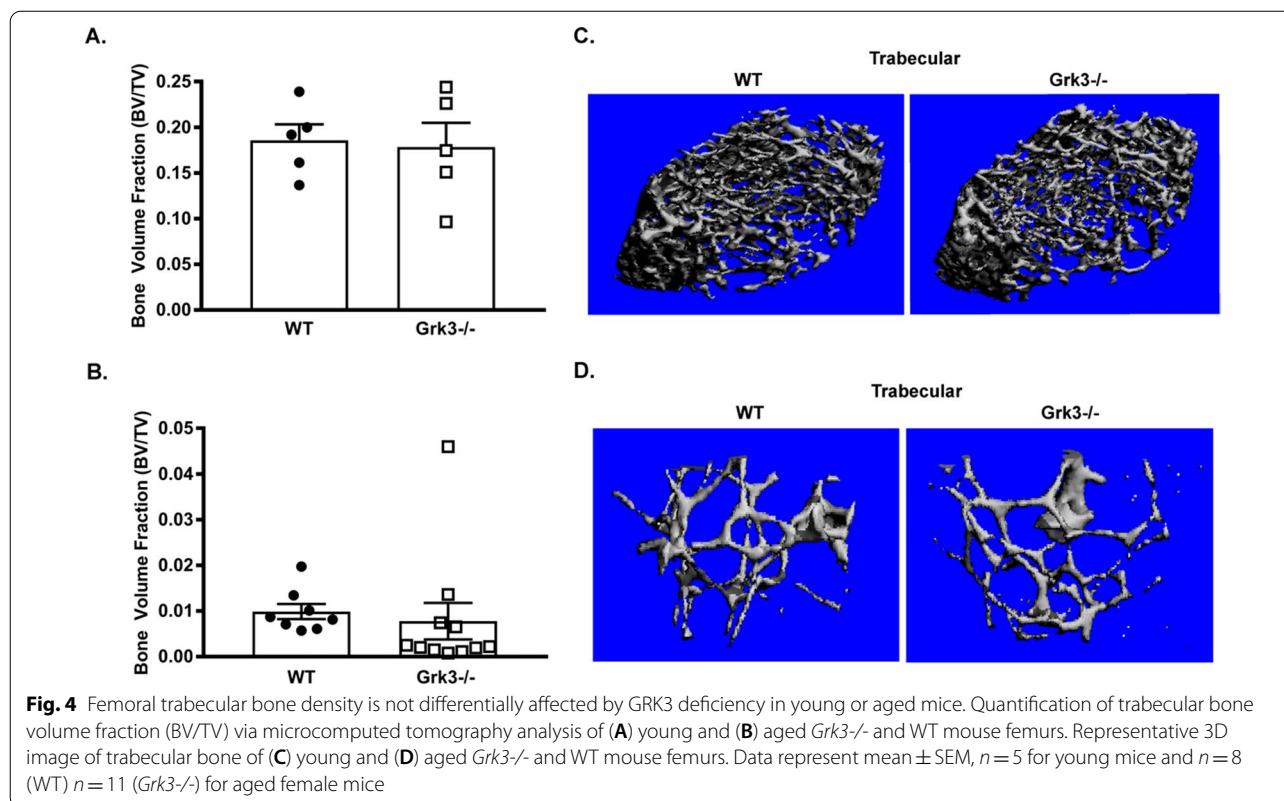 A.
Bone Volume Fraction (BV/TV)
0.25
0.20
0.15
0.10
0.05
0.00
WT
Grk3-/-
C.
Trabecular
WT
Grk3-/-
B.
Bone Volume Fraction (BV/TV)
0.05
0.04
0.03
0.02
0.01
0.00
WT
Grk3-/-
D.
Trabecular
WT
Grk3-/-
Fig. 4 Femoral trabecular bone density is not differentially affected by GRK3 deficiency in young or aged mice. Quantification of trabecular bone
volume fraction (BV/TV) via microcomputed tomography analysis of (A) young and (B) aged Grk3-/- and WT mouse femurs. Representative 3D
image of trabecular bone of (C) young and (D) aged Grk3-/- and WT mouse femurs. Data represent mean ± SEM, n = 5 for young mice and n = 8
(WT) n = 11 (Grk3-/-) for aged female mice